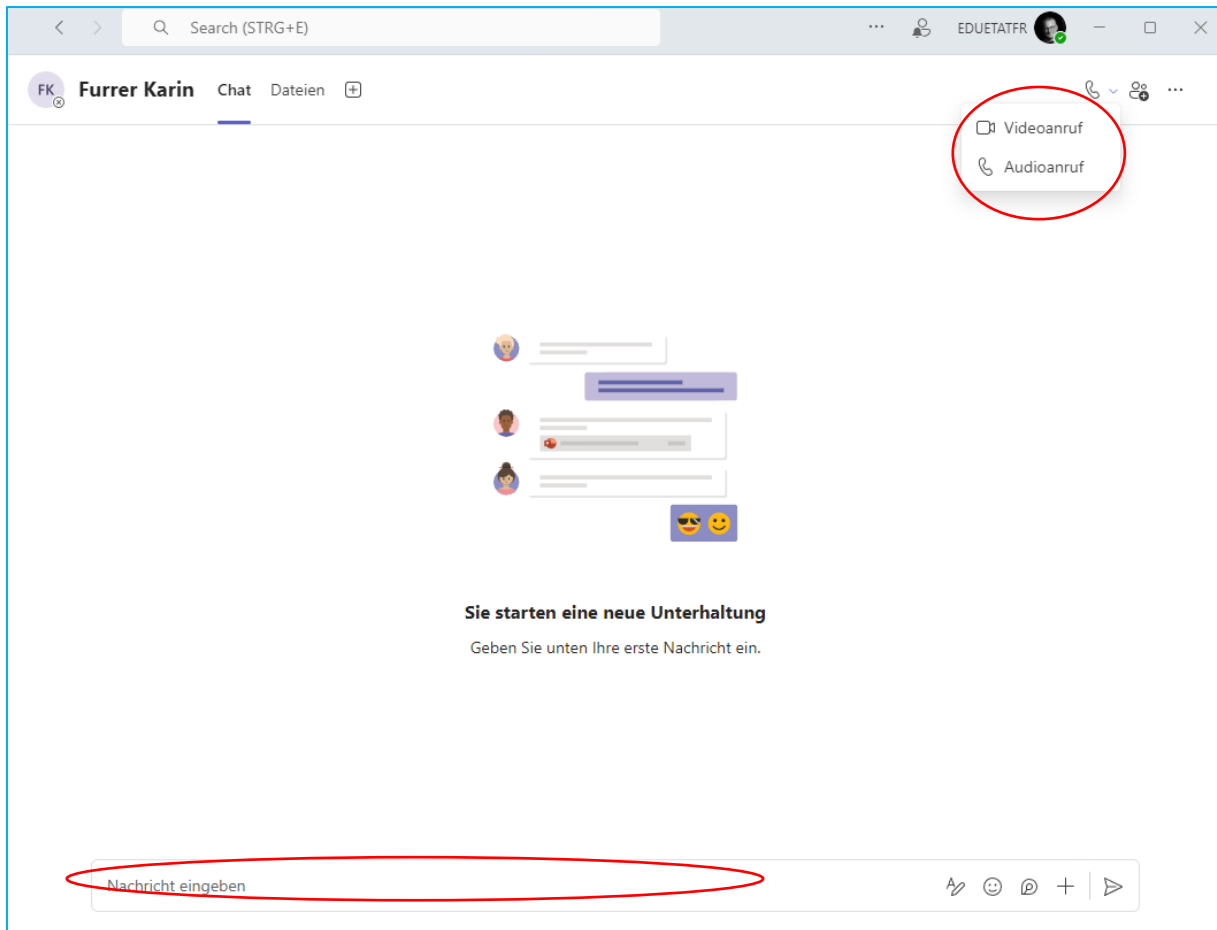 Search (STRG+E)
EDUETATFR
FK Furrer Karin Chat Dateien
Videoanruf
Audioanruf
Sie starten eine neue Unterhaltung
Geben Sie unten Ihre erste Nachricht ein.
Nachricht eingeben